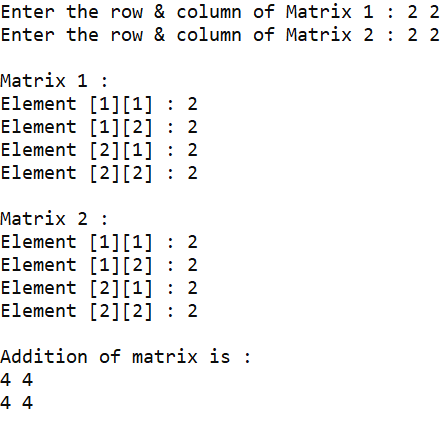 Enter the row & column of Matrix 1 : 2 2
Enter the row & column of Matrix 2 : 2 2
Matrix 1 :
Element [1][1] : 2
Element [1][2] : 2
Element [2][1] : 2
Element [2][2] : 2
Matrix 2 :
Element [1][1] : 2
Element [1][2] : 2
Element [2][1] : 2
Element [2][2] : 2
Addition of matrix is :
4 4
4 4